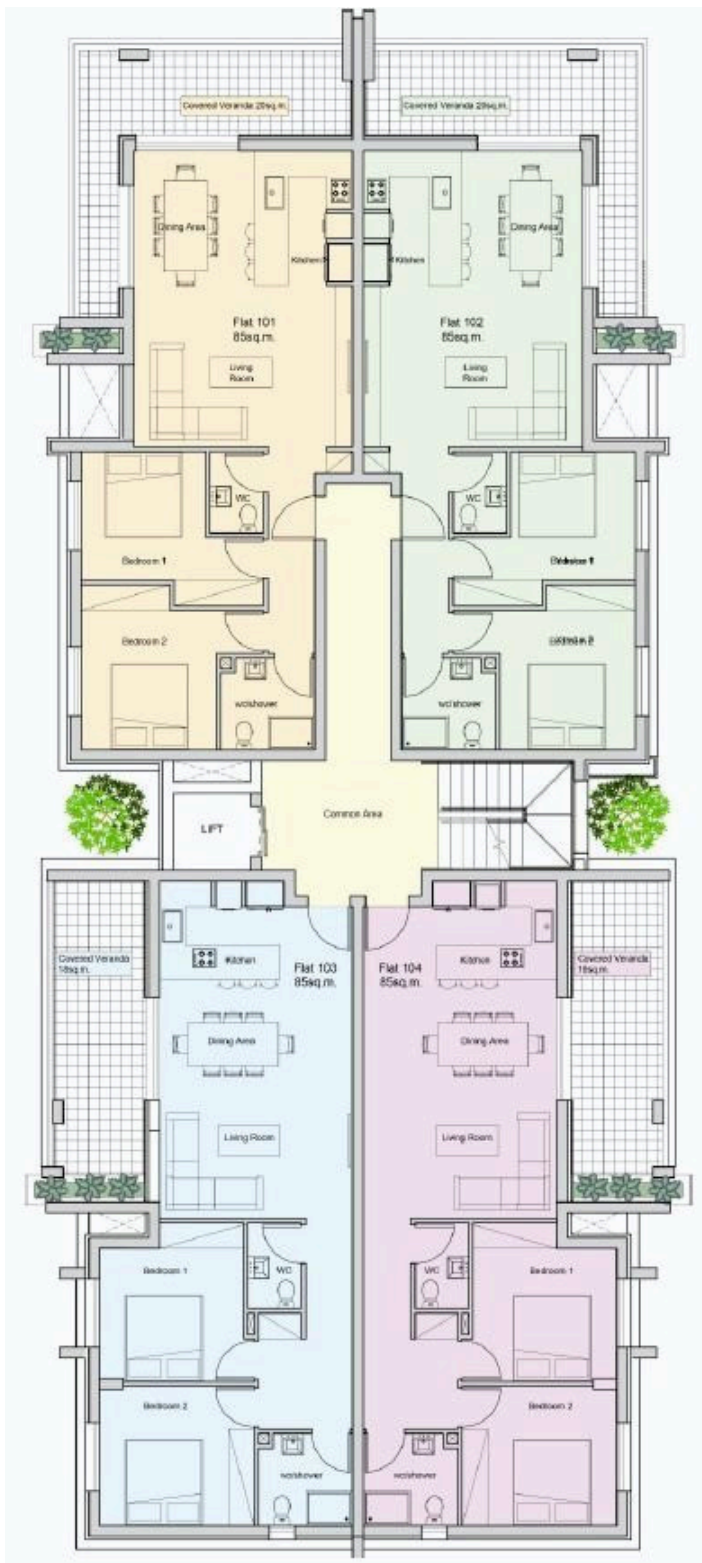 Covered Veranda 20sq.m.
Covered Veranda 20sq.m.
Dining Area
Kitchen
Kitchen
Dining Area
Flat 101
85sq.m.
Flat 102
85sq.m.
Living
Room
Living
Room
WC
WC
Bedroom 1
Bedroom 2
wc/shower
wc/shower
LIFT
Common Area
Covered Veranda
18sq.m.
Kitchen
Flat 103
85sq.m.
Flat 104
85sq.m.
Kitchen
Covered Veranda
18sq.m.
Dining Area
Dining Area
Living Room
Living Room
WC
WC
Bedroom 1
Bedroom 1
Bedroom 2
Bedroom 2
wc/shower
wc/shower